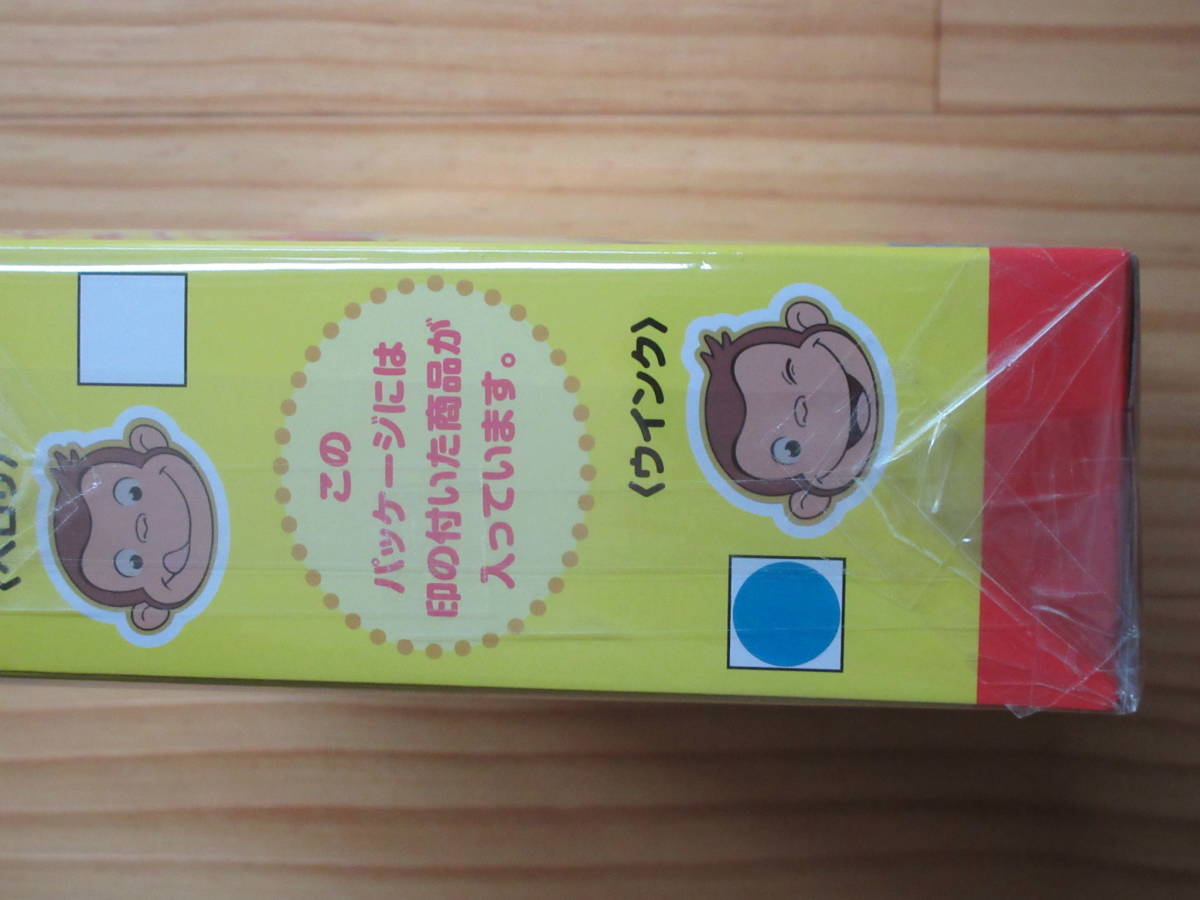 〈ペロッ〉
この
パッケージには
印の付いた商品が
入っています。
〈ウインク〉